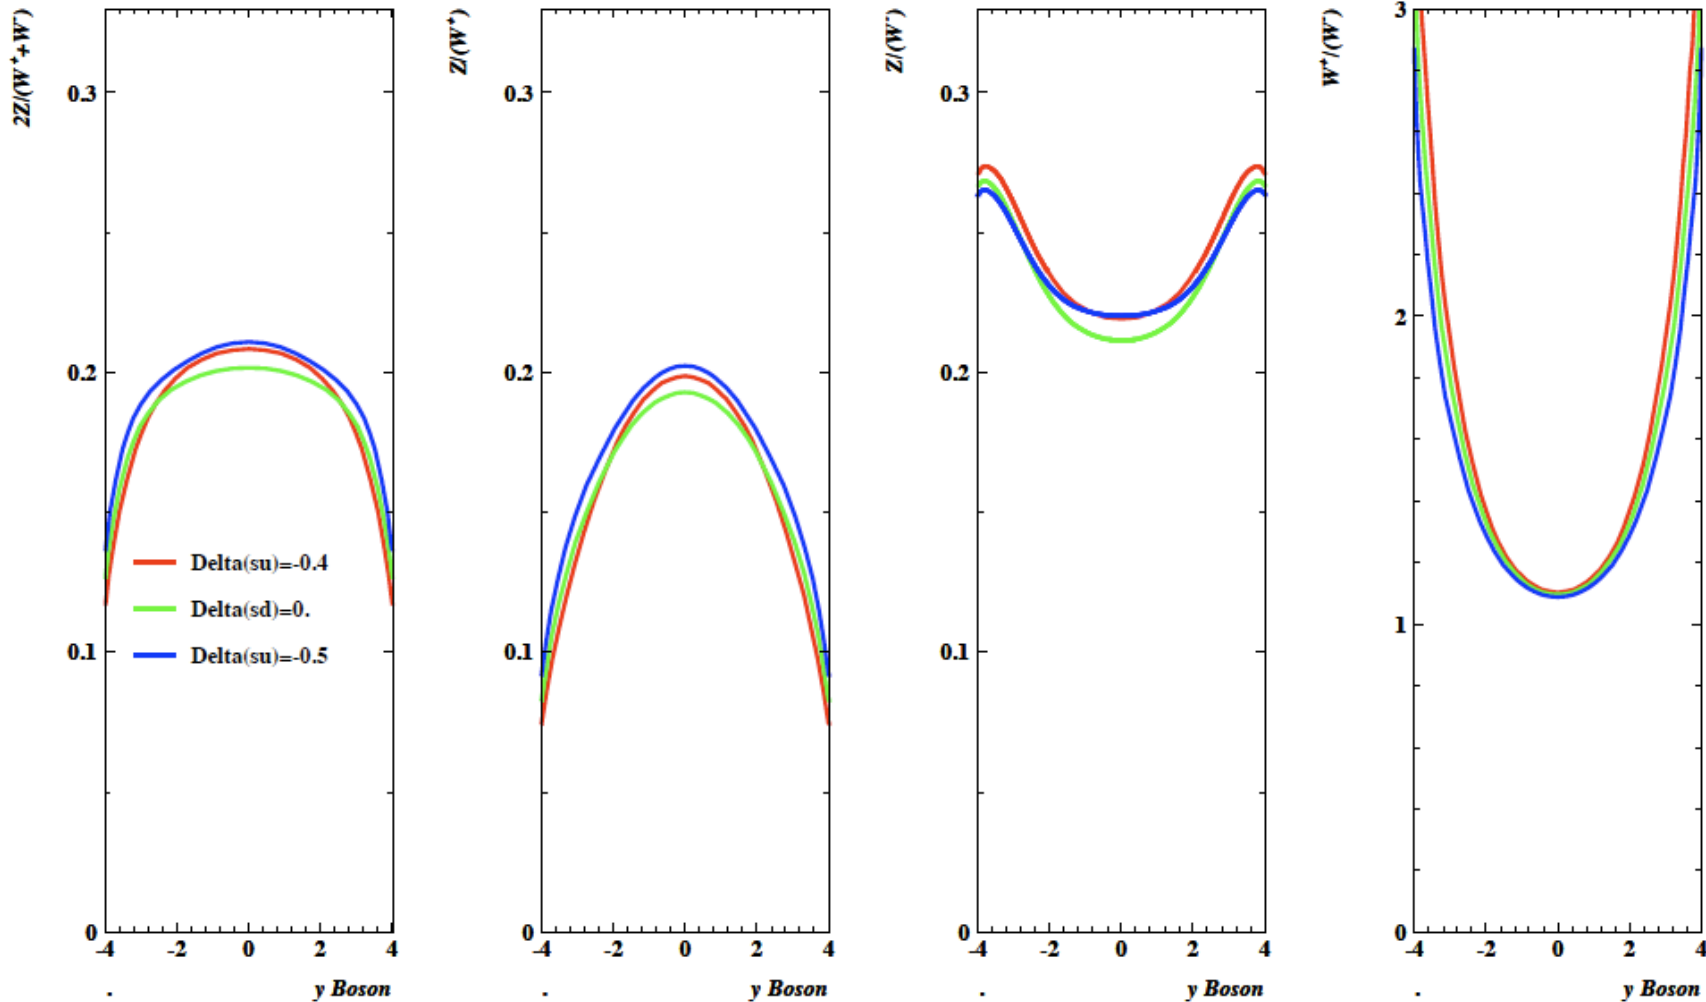 2Z/(W⁺+W⁻)
0.3
0.2
0.1
0
-4 -2 0 2 4
y Boson
Delta(su)=-0.4
Delta(sd)=0.
Delta(su)=-0.5
Z/(W⁺)
0.3
0.2
0.1
0
-4 -2 0 2 4
y Boson
Z/(W⁻)
0.3
0.2
0.1
0
-4 -2 0 2 4
y Boson
W⁺/(W⁻)
3
2
1
0
-4 -2 0 2 4
y Boson